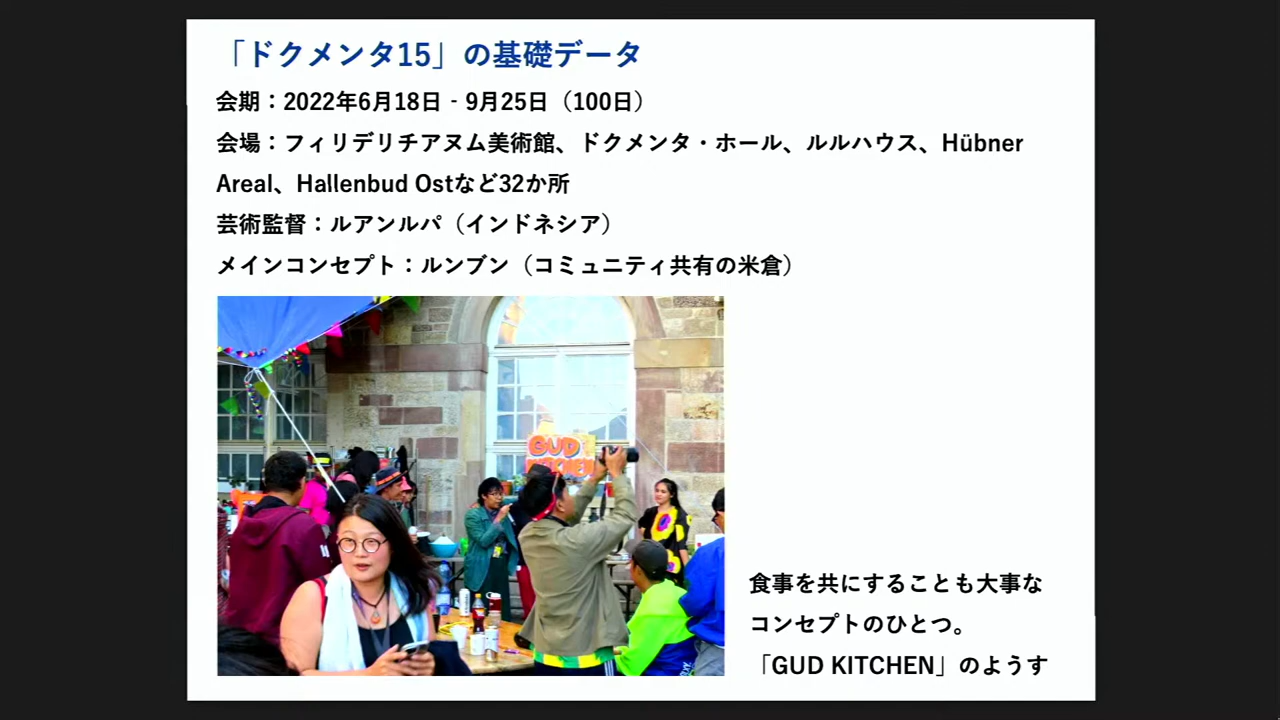 「ドクメンタ15」の基礎データ
会期：2022年6月18日 - 9月25日（100日）
会場：フィリデリチアヌム美術館、ドクメンタ・ホール、ルルハウス、Hübner
Areal、Hallenbud Ostなど32か所
芸術監督：ルアンルパ（インドネシア）
メインコンセプト：ルンブン（コミュニティ共有の米倉）
GUD
KITCHEN
食事を共にすることも大事な
コンセプトのひとつ。
「GUD KITCHEN」のようす